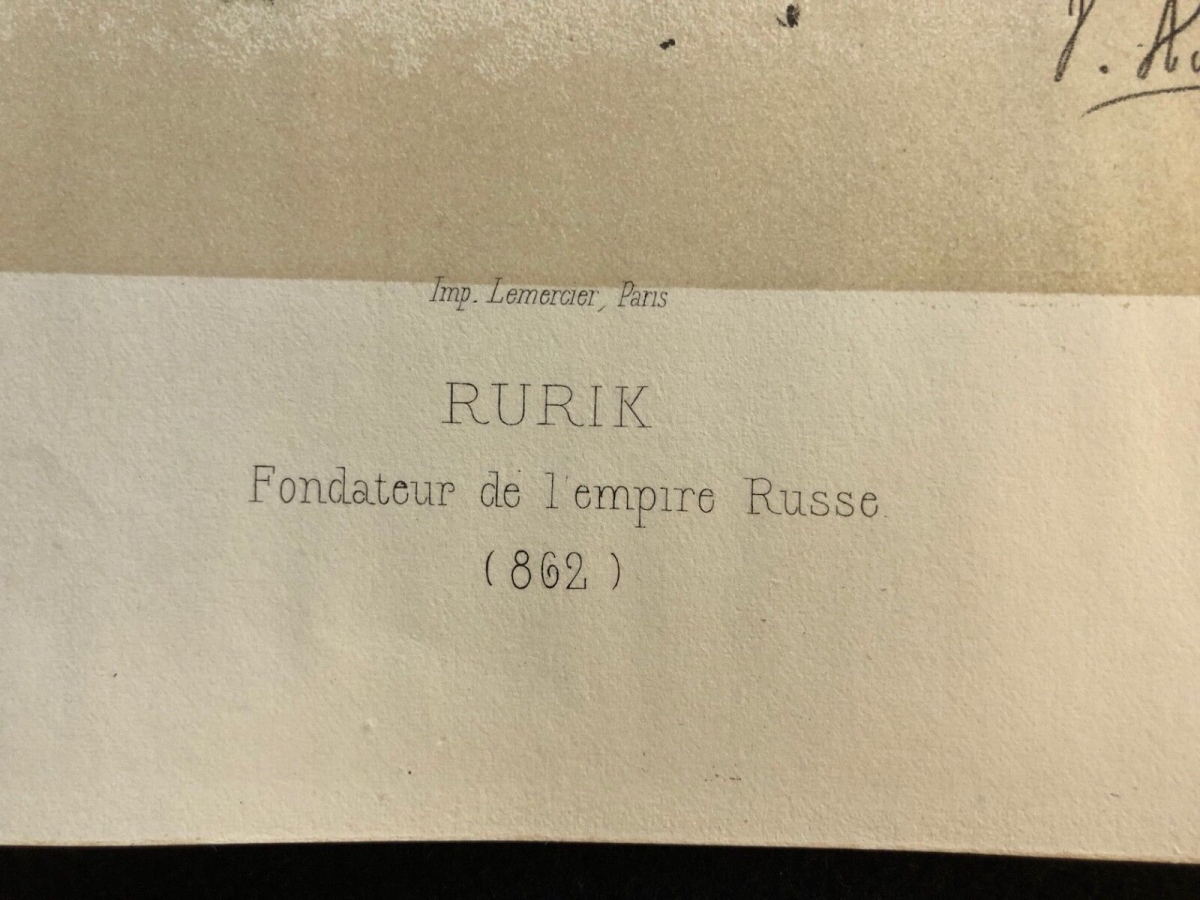 Imp. Lemercier, Paris
RURIK
Fondateur de l'empire Russe.
(862)